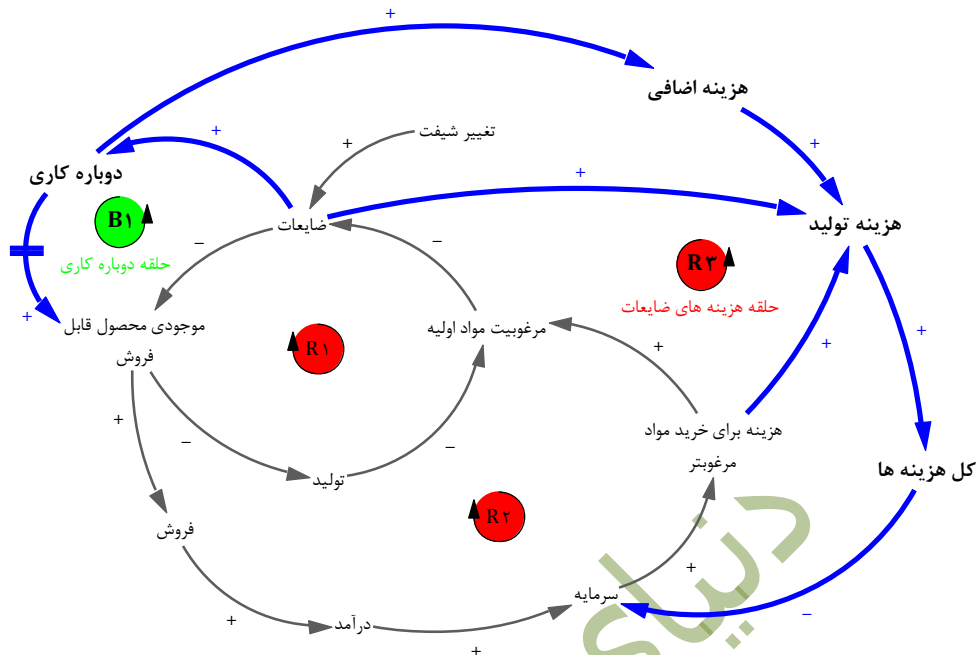 +
هزینه اضافی
+
تغییر شیفت
+
+
دوباره کاری
+
B۱
ضایعات
هزینه تولید
–
–
R۳
حلقه دوباره کاری
حلقه هزینه های ضایعات
+
موجودی محصول قابل
فروش
مرغوبیت مواد اولیه
+
R۱
+
+
+
هزینه برای خرید مواد
مرغوبتر
–
–
کل هزینه ها
تولید
R۲
فروش
دنیای
+
سرمایه
–
+
درآمد
+